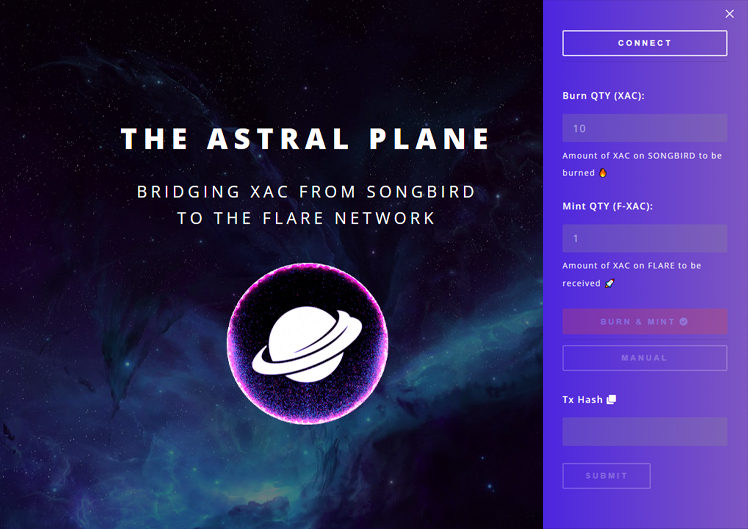 THE ASTRAL PLANE
BRIDGING XAC FROM SONGBIRD
TO THE FLARE NETWORK
CONNECT
Burn QTY (XAC):
10
Amount of XAC on SONGBIRD to be
burned 🔥
Mint QTY (F-XAC):
1
Amount of XAC on FLARE to be
received 🚀
BURN & MINT
MANUAL
Tx Hash
SUBMIT